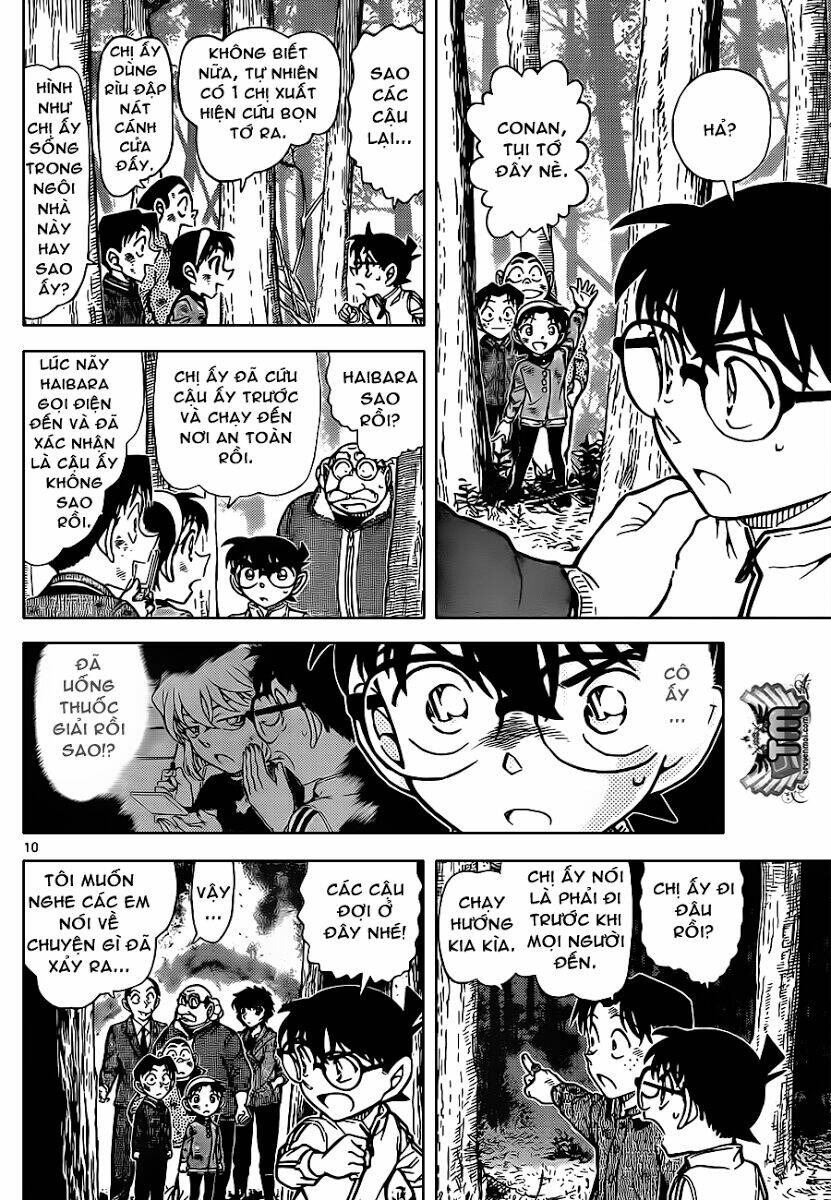 HẢ?
CONAN,
TỤI TỚ
ĐÂY NÈ.
SAO
CÁC
CẬU
LẠI...
KHÔNG BIẾT
NỮA, TỰ NHIÊN
CÓ 1 CHỊ XUẤT
HIỆN CỨU BỌN
TỚ RA.
CHỊ ẤY
DÙNG
RÌU ĐẬP
NÁT
CÁNH
CỬA
ĐẤY.
HÌNH
NHƯ
CHỊ ẤY
SỐNG
TRONG
NGÔI
NHÀ
NÀY
HAY
SAO
ẤY?
HAIBARA
SAO
RỒI?
CHỊ ẤY ĐÃ CỨU
CẬU ẤY TRƯỚC
VÀ CHẠY ĐẾN
NƠI AN TOÀN
RỒI.
LÚC NÃY
HAIBARA
GỌI ĐIỆN
ĐẾN VÀ ĐÃ
XÁC NHẬN
LÀ CẬU ẤY
KHÔNG
SAO
RỒI.
CÔ
ẤY
...
ĐÃ
UỐNG
THUỐC
GIẢI RỒI
SAO!?
TM
10
CHỊ ẤY ĐI
ĐÂU
RỒI?
CHỊ ẤY NÓI
LÀ PHẢI ĐI
TRƯỚC KHI
MỌI NGƯỜI
ĐẾN.
CHẠY
HƯỚNG
KIA KÌA.
CÁC CẬU
ĐỢI Ở
ĐÂY NHÉ!
VẬY
...
TÔI MUỐN
NGHE CÁC EM
NÓI VỀ
CHUYỆN GÌ ĐÃ
XẢY RA...